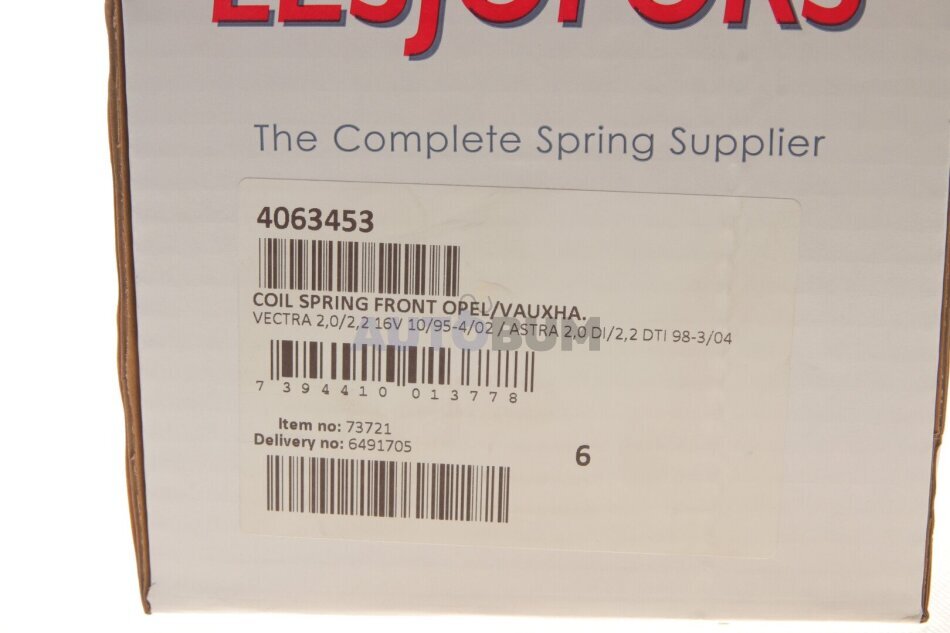 LESJÖFORS
The Complete Spring Supplier
4063453
COIL SPRING FRONT OPEL/VAUXHA.
VECTRA 2,0/2,2 16V 10/95-4/02 / ASTRA 2,0 DI/2,2 DTI 98-3/04
AUTOBUM
7 394410 013778
Item no: 73721
Delivery no: 6491705
6